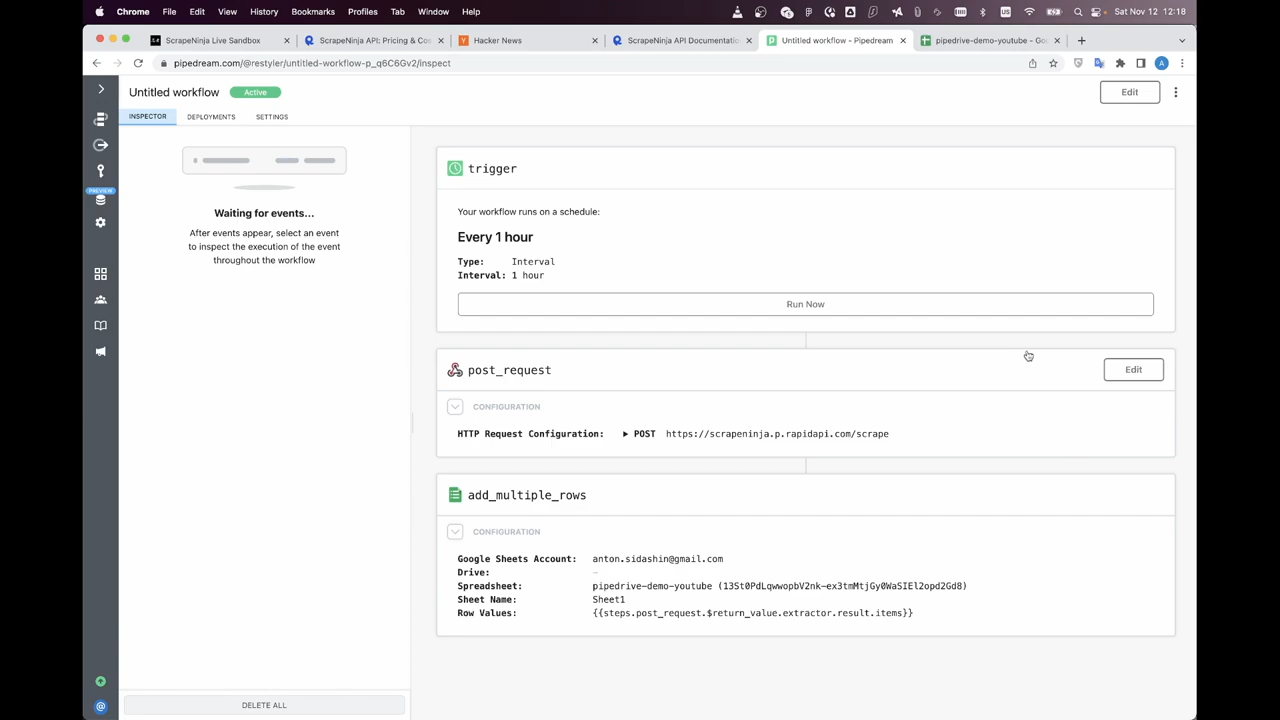 Chrome File Edit View History Bookmarks Profiles Tab Window Help Sat Nov 12 12:18
ScrapeNinja Live Sandbox ScrapeNinja API: Pricing & Cos Hacker News ScrapeNinja API Documentatio Untitled workflow - Pipedream pipedrive-demo-youtube - Goo
pipedream.com/@restyler/untitled-workflow-p_q6C6Gv2/inspect
Untitled workflow Active Edit
INSPECTOR DEPLOYMENTS SETTINGS
Waiting for events...
After events appear, select an event
to inspect the execution of the event
throughout the workflow
DELETE ALL
PREVIEW
trigger
Your workflow runs on a schedule:
Every 1 hour
Type: Interval
Interval: 1 hour
Run Now
post_request Edit
CONFIGURATION
HTTP Request Configuration: POST https://scrapeninja.p.rapidapi.com/scrape
add_multiple_rows
CONFIGURATION
Google Sheets Account: anton.sidashin@gmail.com
Drive: –
Spreadsheet: pipedrive-demo-youtube (13St0PdLqwwopbV2nk-ex3tmMtjGy0WaSIEl2opd2Gd8)
Sheet Name: Sheet1
Row Values: {{steps.post_request.$return_value.extractor.result.items}}